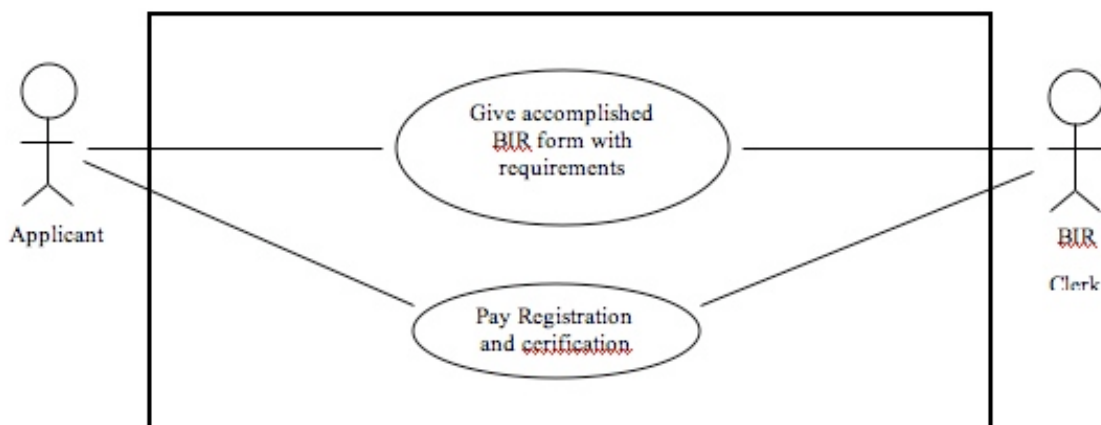 Give accomplished
BIR form with
requirements
Applicant
BIR
Clerk
Pay Registration
and cerification